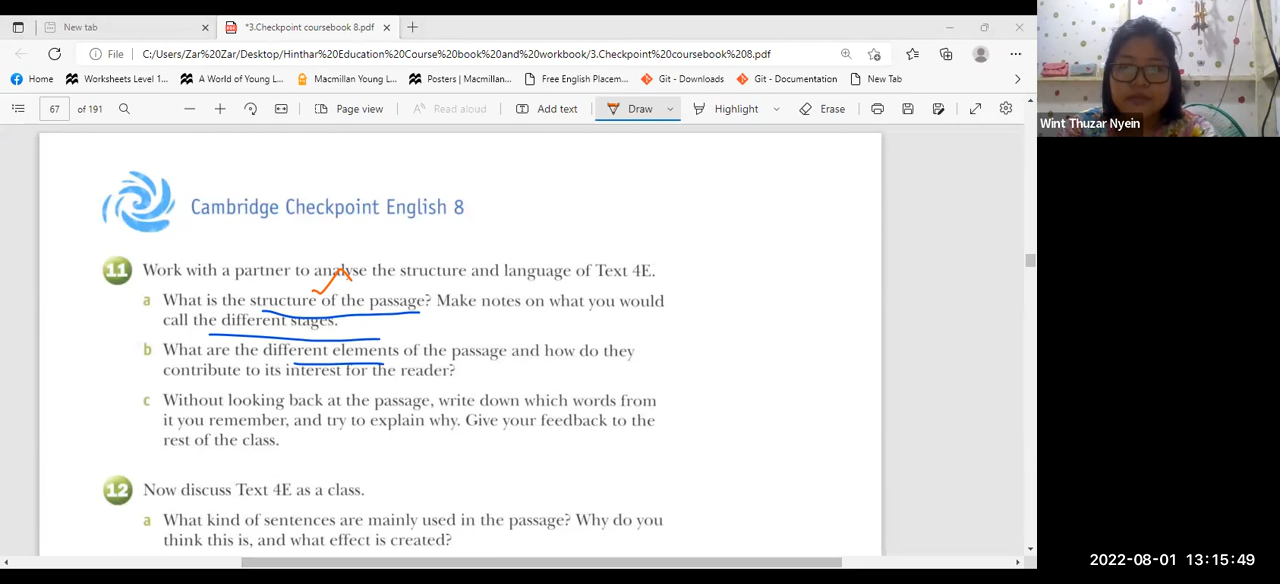 New tab
*3.Checkpoint coursebook 8.pdf
File
C:/Users/Zar%20Zar/Desktop/Hinthar%20Education%20Course%20book%20and%20workbook/3.Checkpoint%20coursebook%208.pdf
Home
Worksheets Level 1...
A World of Young L...
Macmillan Young L...
Posters | Macmillan...
Free English Placem...
Git - Downloads
Git - Documentation
New Tab
67 of 191
Page view
Read aloud
Add text
Draw
Highlight
Erase
Wint Thuzar Nyein
Cambridge Checkpoint English 8
11 Work with a partner to analyse the structure and language of Text 4E.
a What is the structure of the passage? Make notes on what you would
call the different stages.
b What are the different elements of the passage and how do they
contribute to its interest for the reader?
c Without looking back at the passage, write down which words from
it you remember, and try to explain why. Give your feedback to the
rest of the class.
12 Now discuss Text 4E as a class.
a What kind of sentences are mainly used in the passage? Why do you
think this is, and what effect is created?
2022-08-01 13:15:49